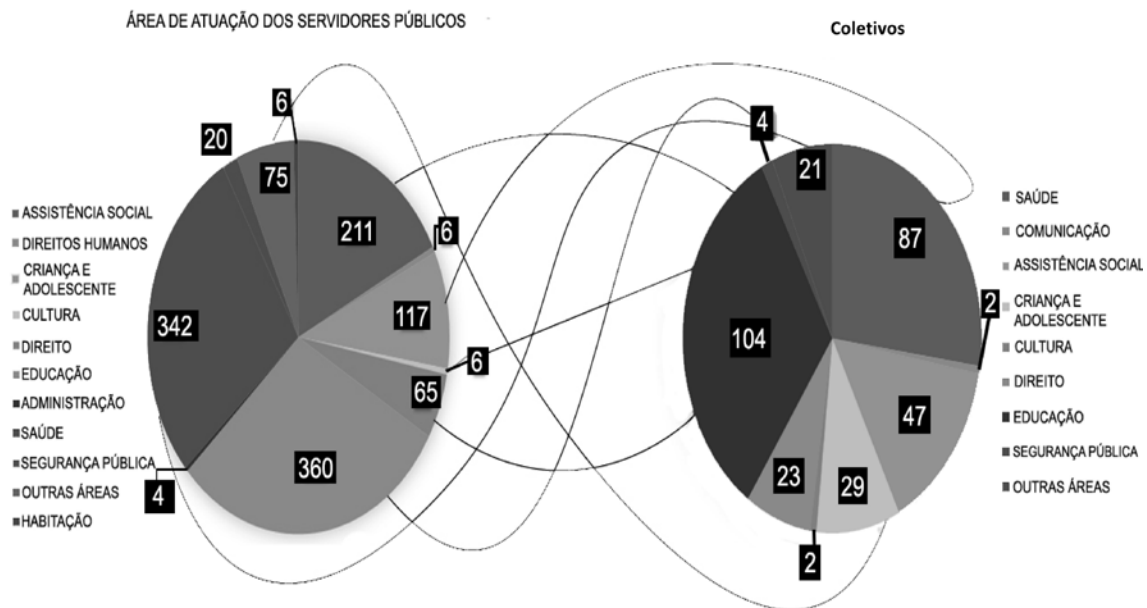 ÁREA DE ATUAÇÃO DOS SERVIDORES PÚBLICOS
ASSISTÊNCIA SOCIAL
DIREITOS HUMANOS
CRIANÇA E
ADOLESCENTE
CULTURA
DIREITO
EDUCAÇÃO
ADMINISTRAÇÃO
SAÚDE
SEGURANÇA PÚBLICA
OUTRAS ÁREAS
HABITAÇÃO
6
20
75
211
6
117
6
65
360
4
342
Coletivos
4
21
87
2
47
29
2
23
104
SAÚDE
COMUNICAÇÃO
ASSISTÊNCIA SOCIAL
CRIANÇA E
ADOLESCENTE
CULTURA
DIREITO
EDUCAÇÃO
SEGURANÇA PÚBLICA
OUTRAS ÁREAS